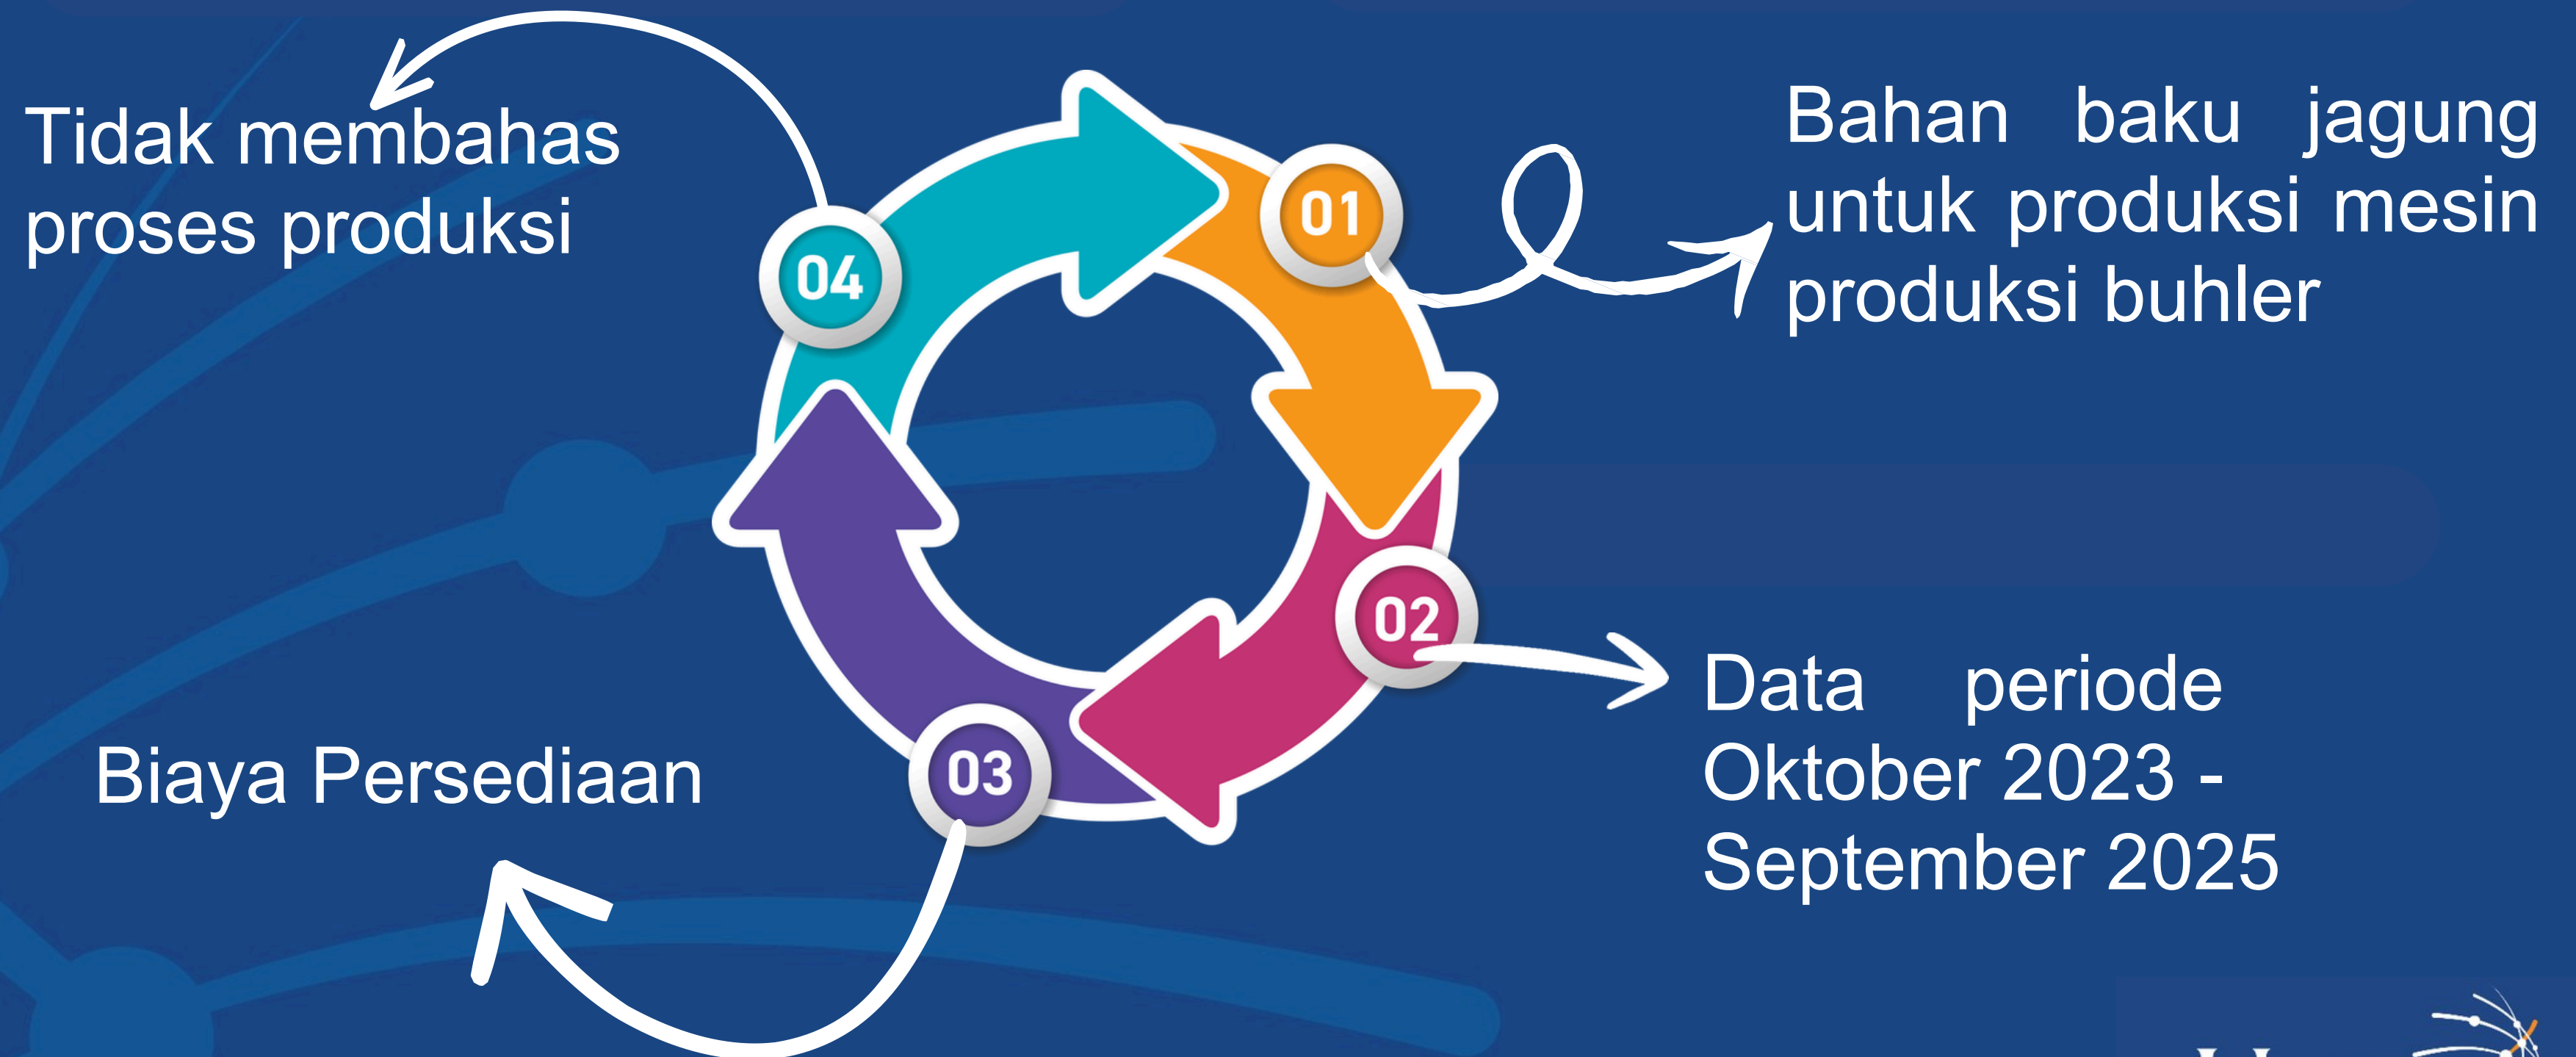 Tidak membahas
proses produksi
04
01
Bahan baku jagung
untuk produksi mesin
produksi buhler
02
Data periode
Oktober 2023 -
September 2025
03
Biaya Persediaan